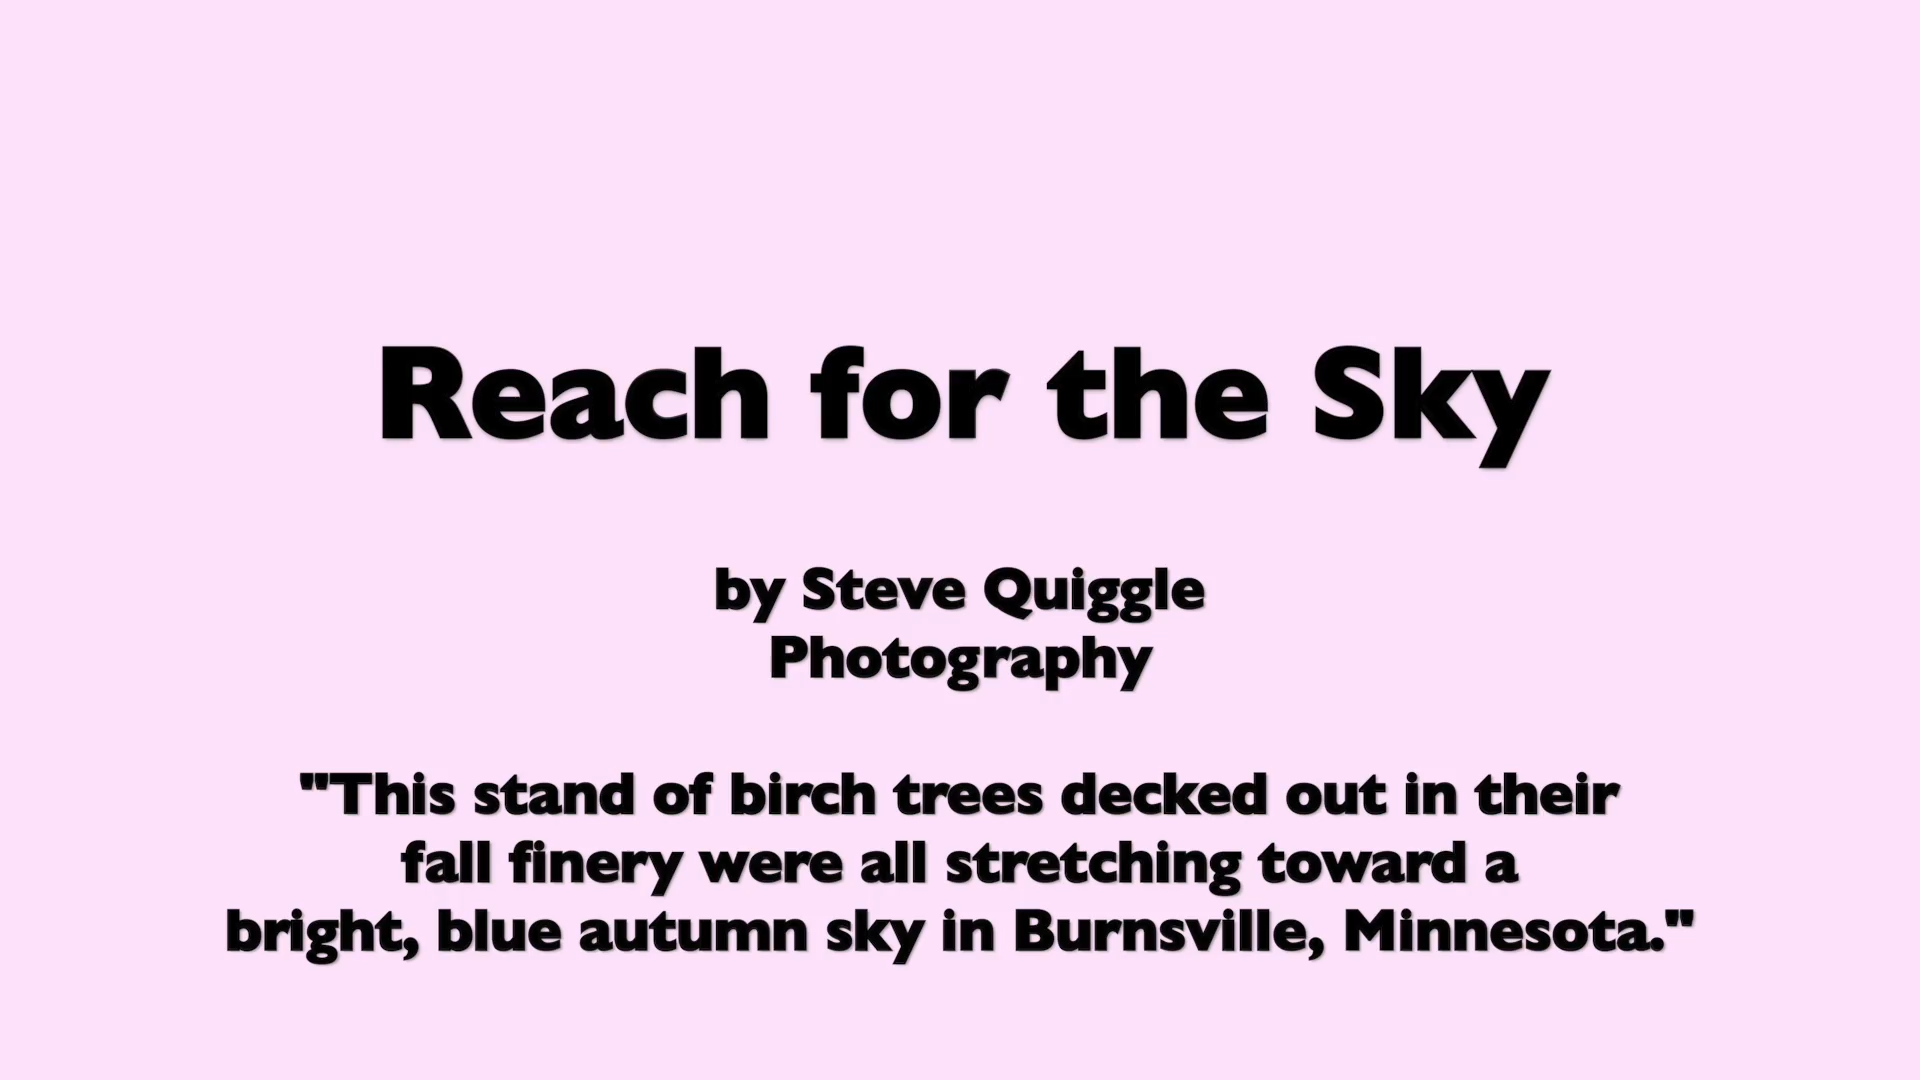 Reach for the Sky
by Steve Quiggle
Photography
"This stand of birch trees decked out in their
fall finery were all stretching toward a
bright, blue autumn sky in Burnsville, Minnesota."